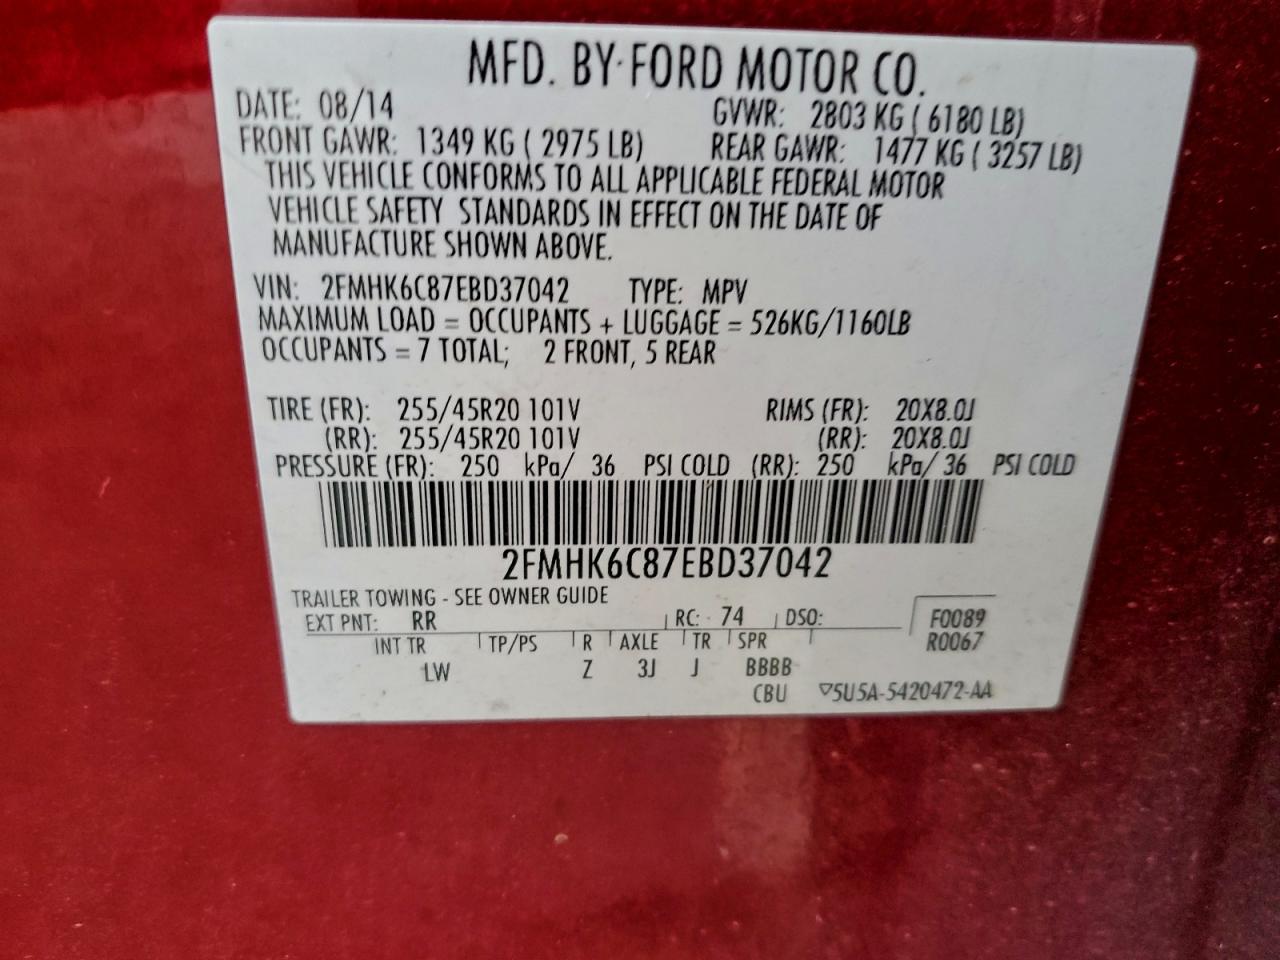 MFD. BY FORD MOTOR CO.
DATE: 08/14 GVWR: 2803 KG ( 6180 LB)
FRONT GAWR: 1349 KG ( 2975 LB) REAR GAWR: 1477 KG ( 3257 LB)
THIS VEHICLE CONFORMS TO ALL APPLICABLE FEDERAL MOTOR
VEHICLE SAFETY STANDARDS IN EFFECT ON THE DATE OF
MANUFACTURE SHOWN ABOVE.
VIN: 2FMHK6C87EBD37042 TYPE: MPV
MAXIMUM LOAD = OCCUPANTS + LUGGAGE = 526KG/1160LB
OCCUPANTS = 7 TOTAL; 2 FRONT, 5 REAR
TIRE (FR): 255/45R20 101V RIMS (FR): 20X8.0J
(RR): 255/45R20 101V (RR): 20X8.0J
PRESSURE (FR): 250 kPa/ 36 PSI COLD (RR): 250 kPa/ 36 PSI COLD
2FMHK6C87EBD37042
TRAILER TOWING - SEE OWNER GUIDE
EXT PNT: RR RC: 74 DSO: F0089
R0067
INT TR TP/PS R AXLE TR SPR
LW Z 3J J BBBB
CBU ▽5U5A-5420472-AA